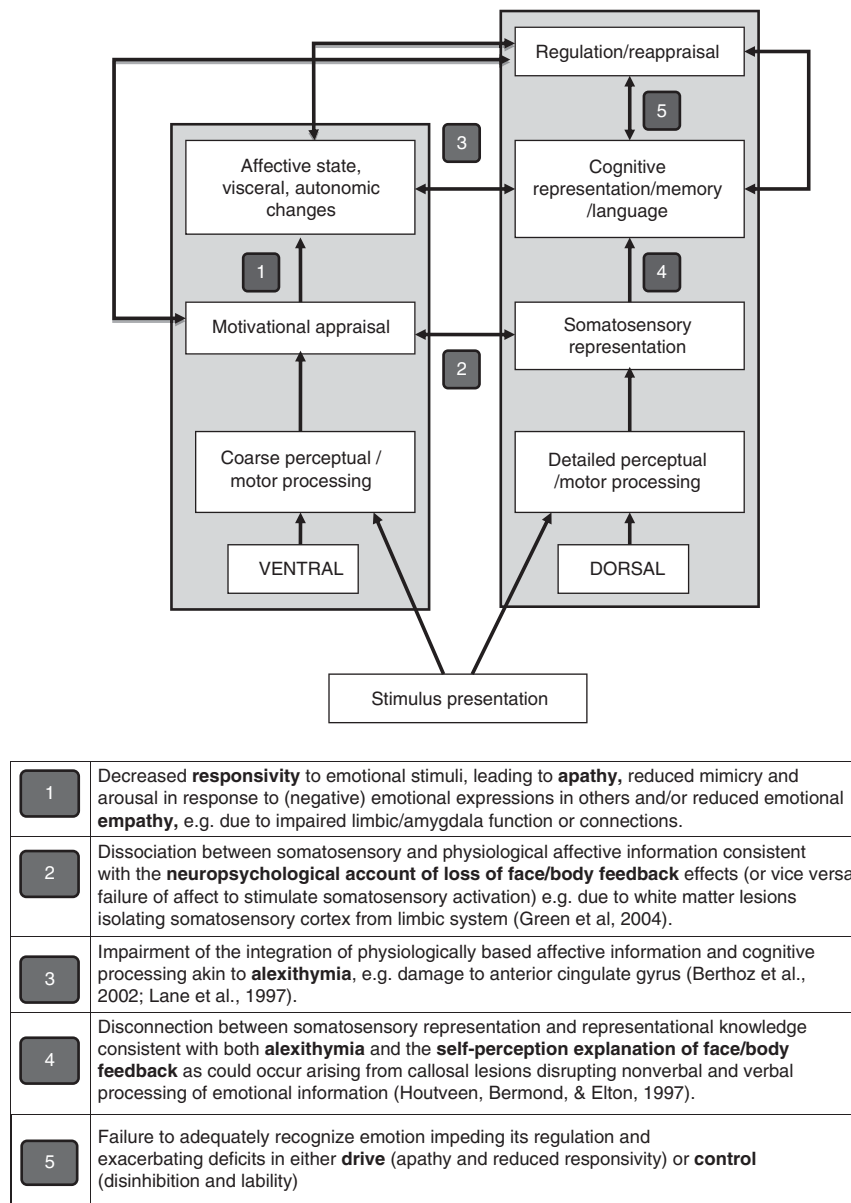 Regulation/reappraisal
5
3
Affective state,
visceral, autonomic
changes
Cognitive
representation/memory
/language
1
4
Motivational appraisal
Somatosensory
representation
2
Coarse perceptual /
motor processing
Detailed perceptual
/motor processing
VENTRAL
DORSAL
Stimulus presentation
1
Decreased responsivity to emotional stimuli, leading to apathy, reduced mimicry and
arousal in response to (negative) emotional expressions in others and/or reduced emotional
empathy, e.g. due to impaired limbic/amygdala function or connections.
2
Dissociation between somatosensory and physiological affective information consistent
with the neuropsychological account of loss of face/body feedback effects (or vice versa
failure of affect to stimulate somatosensory activation) e.g. due to white matter lesions
isolating somatosensory cortex from limbic system (Green et al, 2004).
3
Impairment of the integration of physiologically based affective information and cognitive
processing akin to alexithymia, e.g. damage to anterior cingulate gyrus (Berthoz et al.,
2002; Lane et al., 1997).
4
Disconnection between somatosensory representation and representational knowledge
consistent with both alexithymia and the self-perception explanation of face/body
feedback as could occur arising from callosal lesions disrupting nonverbal and verbal
processing of emotional information (Houtveen, Bermond, & Elton, 1997).
5
Failure to adequately recognize emotion impeding its regulation and
exacerbating deficits in either drive (apathy and reduced responsivity) or control
(disinhibition and lability)